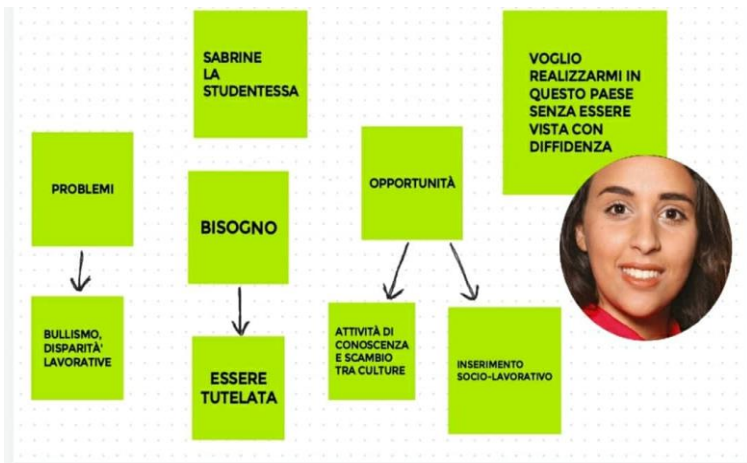 SABRINE
LA
STUDENTESSA
VOGLIO
REALIZZARMI IN
QUESTO PAESE
SENZA ESSERE
VISTA CON
DIFFIDENZA
PROBLEMI
BISOGNO
OPPORTUNITÀ
BULLISMO,
DISPARITÀ'
LAVORATIVE
ESSERE
TUTELATA
ATTIVITÀ DI
CONOSCENZA
E SCAMBIO
TRA CULTURE
INSERIMENTO
SOCIO-LAVORATIVO